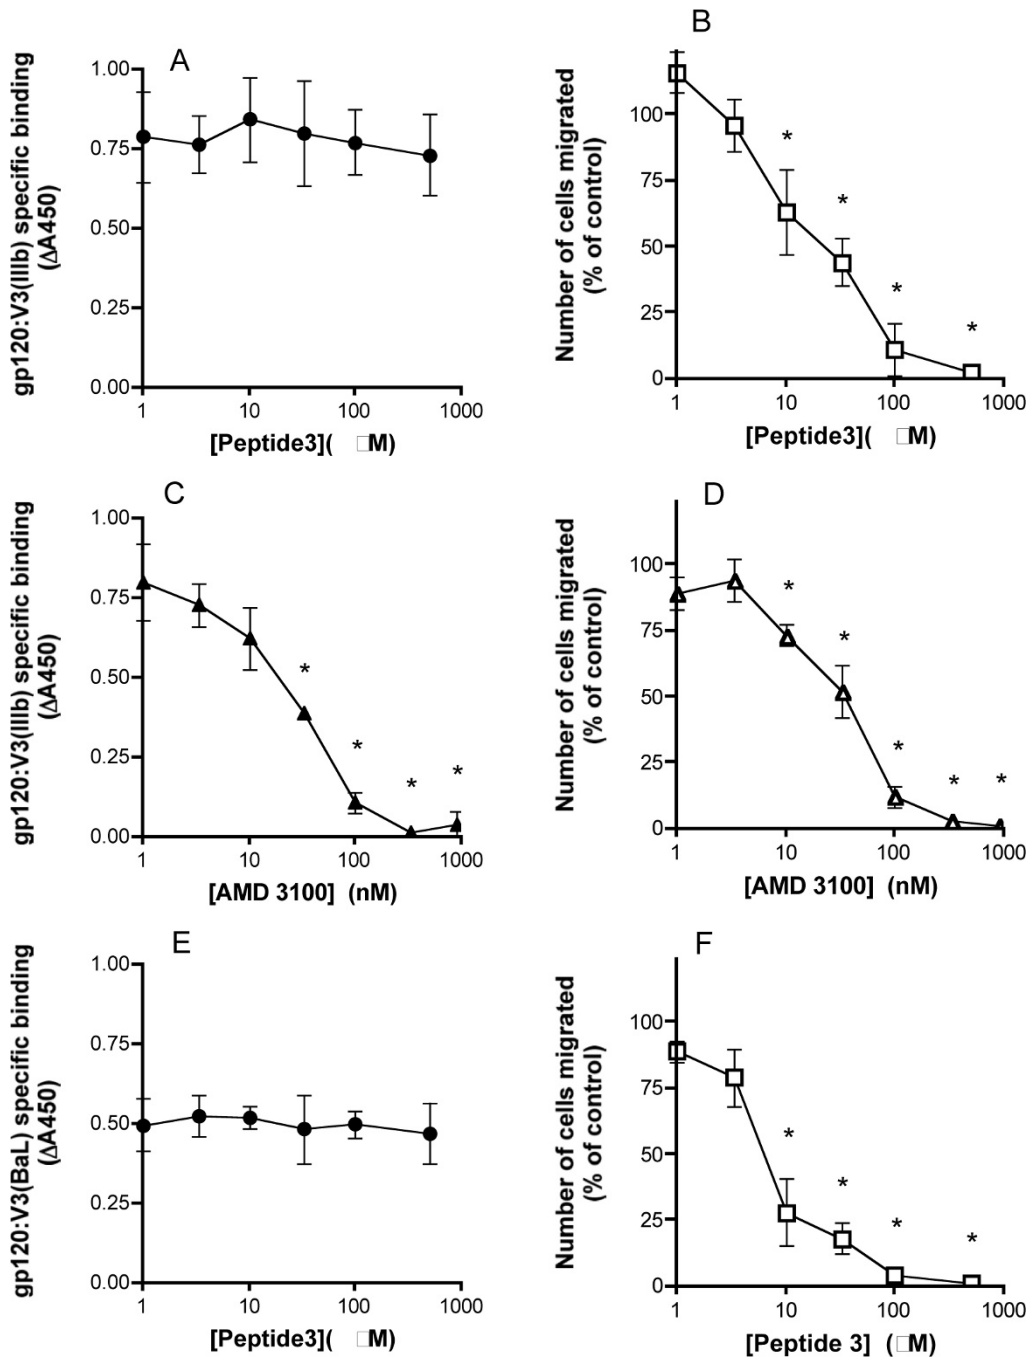 A
gp120:V3(IIIb) specific binding
(ΔA450)
1.00
0.75
0.50
0.25
0.00
1 10 100 1000
[Peptide3]( □M)
B
Number of cells migrated
(% of control)
100
75
50
25
0
* * * *
1 10 100 1000
[Peptide3]( □M)
C
gp120:V3(IIIb) specific binding
(ΔA450)
1.00
0.75
0.50
0.25
0.00
* * * *
1 10 100 1000
[AMD 3100] (nM)
D
Number of cells migrated
(% of control)
100
75
50
25
0
* * * * *
1 10 100 1000
[AMD 3100] (nM)
E
gp120:V3(BaL) specific binding
(ΔA450)
1.00
0.75
0.50
0.25
0.00
1 10 100 1000
[Peptide3]( □M)
F
Number of cells migrated
(% of control)
100
75
50
25
0
* * * *
1 10 100 1000
[Peptide 3] (□M)